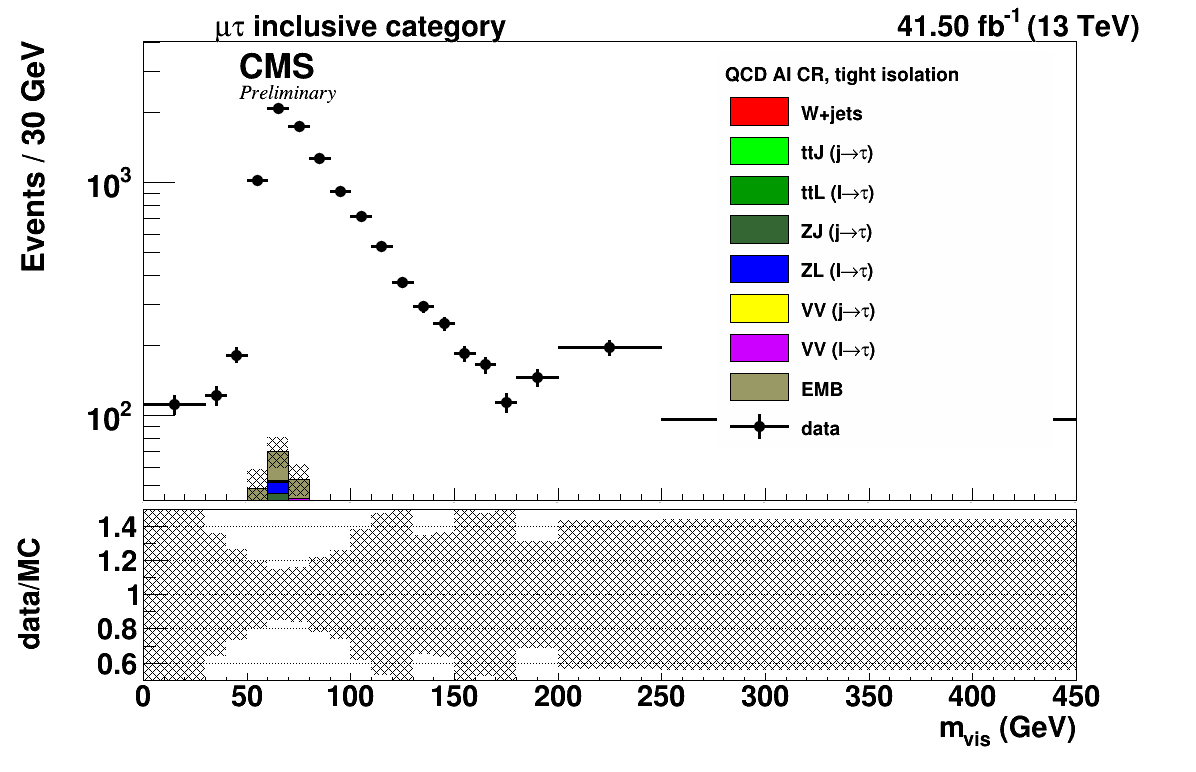 μτ inclusive category
41.50 fb⁻¹ (13 TeV)
Events / 30 GeV
CMS
Preliminary
QCD AI CR, tight isolation
W+jets
ttJ (j→τ)
ttL (l→τ)
ZJ (j→τ)
ZL (l→τ)
VV (j→τ)
VV (l→τ)
EMB
data
10³
10²
data/MC
1.4
1.2
1
0.8
0.6
0 50 100 150 200 250 300 350 400 450
m_vis (GeV)